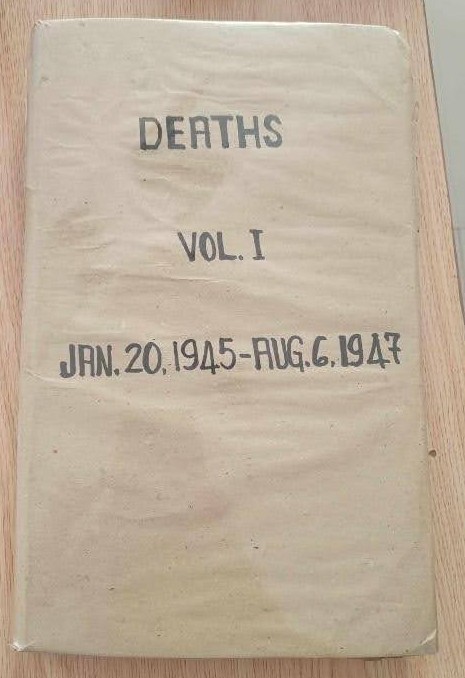 DEATHS
VOL. I
JAN. 20, 1945-AUG. 6, 1947